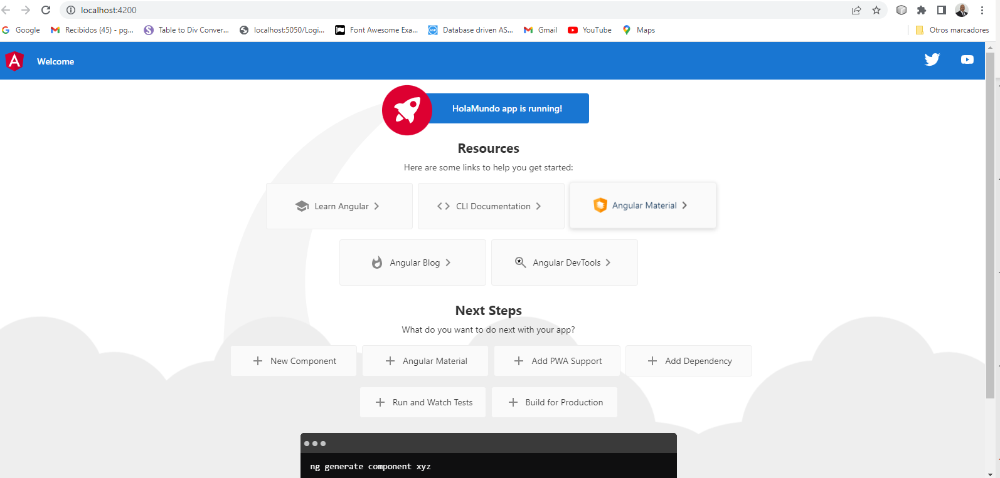 localhost:4200
Google Recibidos (45) - pg... Table to Div Conver... localhost:5050/Logi... Font Awesome Exa... Database driven AS... Gmail YouTube Maps Otros marcadores
Welcome
HolaMundo app is running!
Resources
Here are some links to help you get started:
Learn Angular CLI Documentation Angular Material
Angular Blog Angular DevTools
Next Steps
What do you want to do next with your app?
New Component Angular Material Add PWA Support Add Dependency
Run and Watch Tests Build for Production
ng generate component xyz